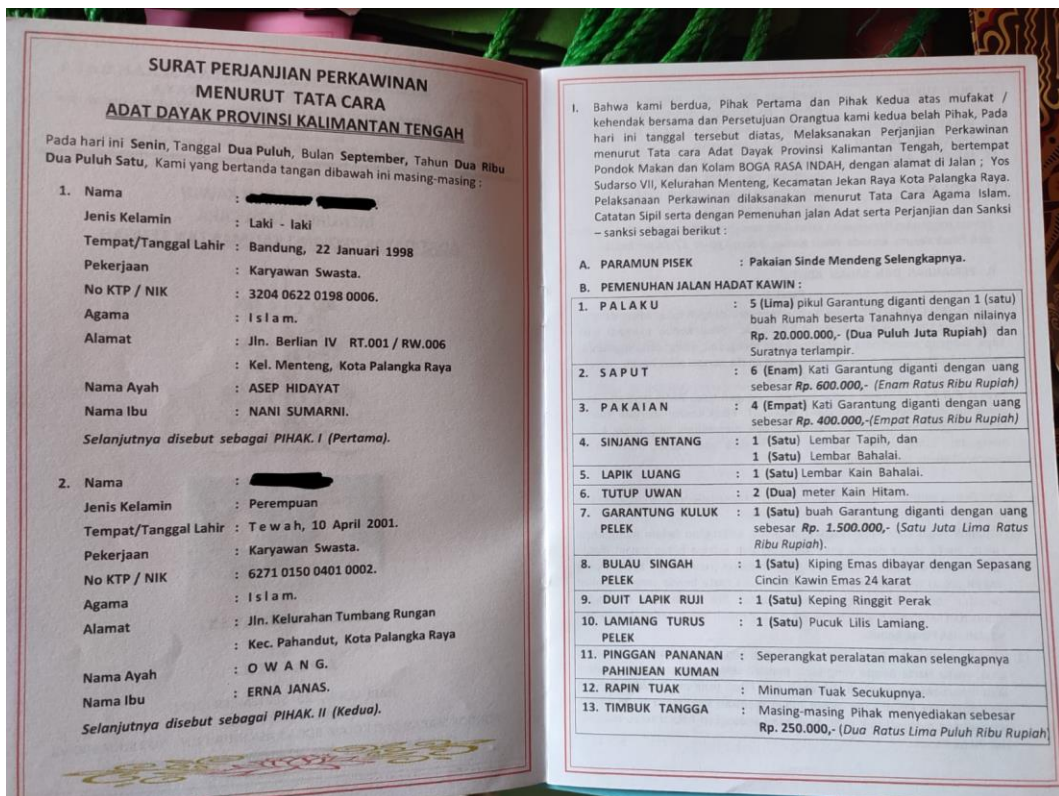 SURAT PERJANJIAN PERKAWINAN
MENURUT TATA CARA
ADAT DAYAK PROVINSI KALIMANTAN TENGAH
Pada hari ini Senin, Tanggal Dua Puluh, Bulan September, Tahun Dua Ribu
Dua Puluh Satu, Kami yang bertanda tangan dibawah ini masing-masing :
1. Nama :
Jenis Kelamin : Laki - laki
Tempat/Tanggal Lahir : Bandung, 22 Januari 1998
Pekerjaan : Karyawan Swasta.
No KTP / NIK : 3204 0622 0198 0006.
Agama : I s l a m.
Alamat : Jln. Berlian IV RT.001 / RW.006
: Kel. Menteng, Kota Palangka Raya
Nama Ayah : ASEP HIDAYAT
Nama Ibu : NANI SUMARNI.
Selanjutnya disebut sebagai PIHAK. I (Pertama).
2. Nama :
Jenis Kelamin : Perempuan
Tempat/Tanggal Lahir : T e w a h, 10 April 2001.
Pekerjaan : Karyawan Swasta.
No KTP / NIK : 6271 0150 0401 0002.
Agama : I s l a m.
Alamat : Jln. Kelurahan Tumbang Rungan
: Kec. Pahandut, Kota Palangka Raya
Nama Ayah : O W A N G.
Nama Ibu : ERNA JANAS.
Selanjutnya disebut sebagai PIHAK. II (Kedua).
I. Bahwa kami berdua, Pihak Pertama dan Pihak Kedua atas mufakat /
kehendak bersama dan Persetujuan Orangtua kami kedua belah Pihak, Pada
hari ini tanggal tersebut diatas, Melaksanakan Perjanjian Perkawinan
menurut Tata cara Adat Dayak Provinsi Kalimantan Tengah, bertempat
Pondok Makan dan Kolam BOGA RASA INDAH, dengan alamat di Jalan ; Yos
Sudarso VII, Kelurahan Menteng, Kecamatan Jekan Raya Kota Palangka Raya.
Pelaksanaan Perkawinan dilaksanakan menurut Tata Cara Agama Islam.
Catatan Sipil serta dengan Pemenuhan jalan Adat serta Perjanjian dan Sanksi
– sanksi sebagai berikut :
A. PARAMUN PISEK : Pakaian Sinde Mendeng Selengkapnya.
B. PEMENUHAN JALAN HADAT KAWIN :
1. P A L A K U : 5 (Lima) pikul Garantung diganti dengan 1 (satu)
buah Rumah beserta Tanahnya dengan nilainya
Rp. 20.000.000,- (Dua Puluh Juta Rupiah) dan
Suratnya terlampir.
2. S A P U T : 6 (Enam) Kati Garantung diganti dengan uang
sebesar Rp. 600.000,- (Enam Ratus Ribu Rupiah)
3. P A K A I A N : 4 (Empat) Kati Garantung diganti dengan uang
sebesar Rp. 400.000,-(Empat Ratus Ribu Rupiah)
4. SINJANG ENTANG : 1 (Satu) Lembar Tapih, dan
1 (Satu) Lembar Bahalai.
5. LAPIK LUANG : 1 (Satu) Lembar Kain Bahalai.
6. TUTUP UWAN : 2 (Dua) meter Kain Hitam.
7. GARANTUNG KULUK : 1 (Satu) buah Garantung diganti dengan uang
PELEK sebesar Rp. 1.500.000,- (Satu Juta Lima Ratus
Ribu Rupiah).
8. BULAU SINGAH : 1 (Satu) Kiping Emas dibayar dengan Sepasang
PELEK Cincin Kawin Emas 24 karat
9. DUIT LAPIK RUJI : 1 (Satu) Keping Ringgit Perak
10. LAMIANG TURUS : 1 (Satu) Pucuk Lilis Lamiang.
PELEK
11. PINGGAN PANANAN : Seperangkat peralatan makan selengkapnya
PAHINJEAN KUMAN
12. RAPIN TUAK : Minuman Tuak Secukupnya.
13. TIMBUK TANGGA : Masing-masing Pihak menyediakan sebesar
Rp. 250.000,- (Dua Ratus Lima Puluh Ribu Rupiah)